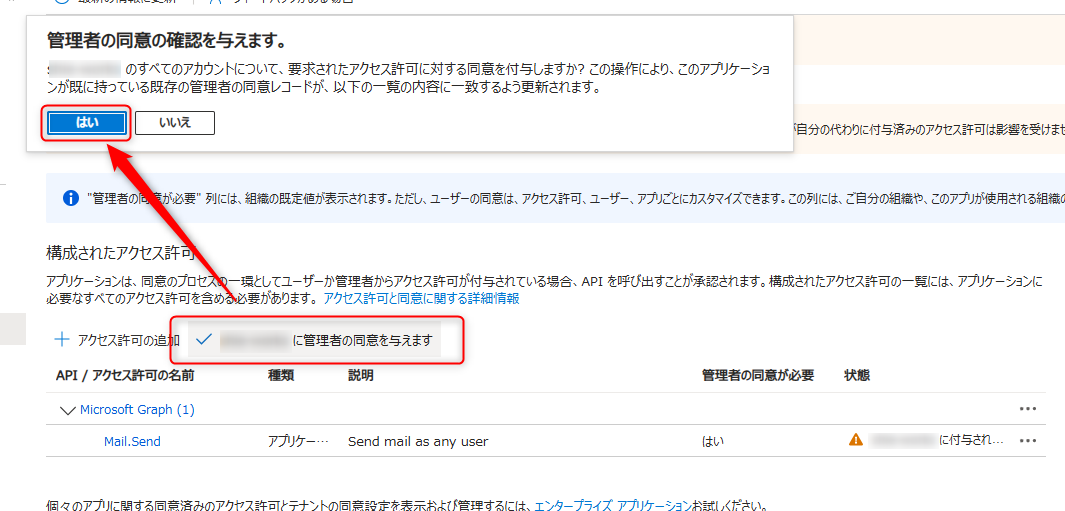 管理者の同意の確認を与えます。
のすべてのアカウントについて、要求されたアクセス許可に対する同意を付与しますか? この操作により、このアプリケーショ
ンが既に持っている既存の管理者の同意レコードが、以下の一覧の内容に一致するよう更新されます。
はい
いいえ
自分の代わりに付与済みのアクセス許可は影響を受けませ
"管理者の同意が必要" 列には、組織の既定値が表示されます。ただし、ユーザーの同意は、アクセス許可、ユーザー、アプリごとにカスタマイズできます。この列には、ご自分の組織や、このアプリが使用される組織の
構成されたアクセス許可
アプリケーションは、同意のプロセスの一環としてユーザーか管理者からアクセス許可が付与されている場合、API を呼び出すことが承認されます。構成されたアクセス許可の一覧には、アプリケーションに
必要なすべてのアクセス許可を含める必要があります。 アクセス許可と同意に関する詳細情報
アクセス許可の追加 に管理者の同意を与えます
API / アクセス許可の名前 種類 説明 管理者の同意が必要 状態
Microsoft Graph (1)
Mail.Send アプリケー… Send mail as any user はい に付与され...
個々のアプリに関する同意済みのアクセス許可とテナントの同意設定を表示および管理するには、エンタープライズ アプリケーションお試しください。